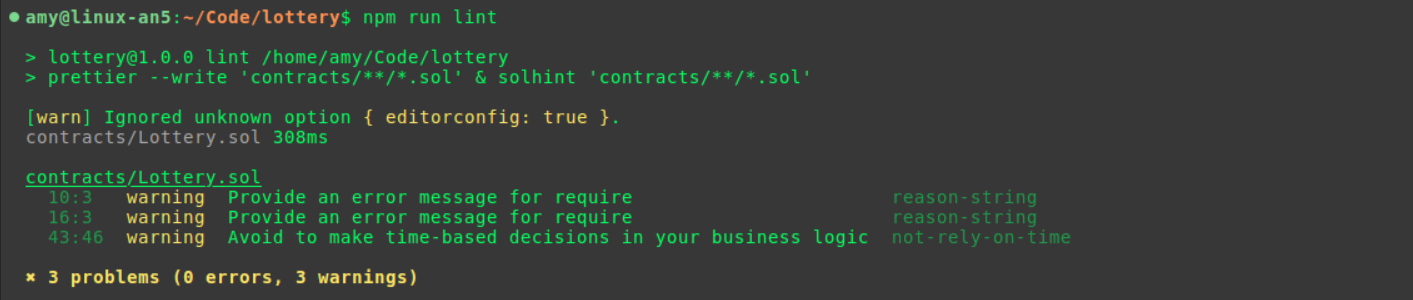 amy@linux-an5:~/Code/lottery$ npm run lint
> lottery@1.0.0 lint /home/amy/Code/lottery
> prettier --write 'contracts/**/*.sol' & solhint 'contracts/**/*.sol'
[warn] Ignored unknown option { editorconfig: true }.
contracts/Lottery.sol 308ms
contracts/Lottery.sol
10:3 warning Provide an error message for require reason-string
16:3 warning Provide an error message for require reason-string
43:46 warning Avoid to make time-based decisions in your business logic not-rely-on-time
✖ 3 problems (0 errors, 3 warnings)